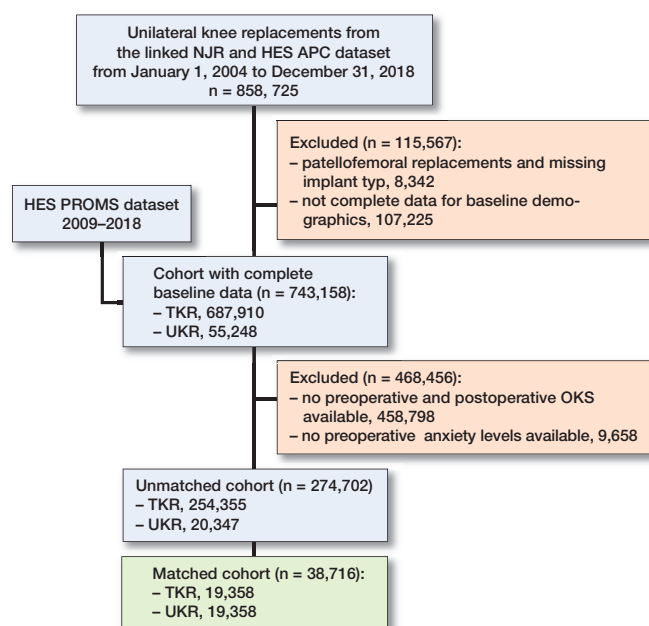 Unilateral knee replacements from
the linked NJR and HES APC dataset
from January 1, 2004 to December 31, 2018
n = 858, 725
Excluded (n = 115,567):
– patellofemoral replacements and missing
implant typ, 8,342
– not complete data for baseline demo-
graphics, 107,225
HES PROMS dataset
2009–2018
Cohort with complete
baseline data (n = 743,158):
– TKR, 687,910
– UKR, 55,248
Excluded (n = 468,456):
– no preoperative and postoperative OKS
available, 458,798
– no preoperative anxiety levels available, 9,658
Unmatched cohort (n = 274,702)
– TKR, 254,355
– UKR, 20,347
Matched cohort (n = 38,716):
– TKR, 19,358
– UKR, 19,358